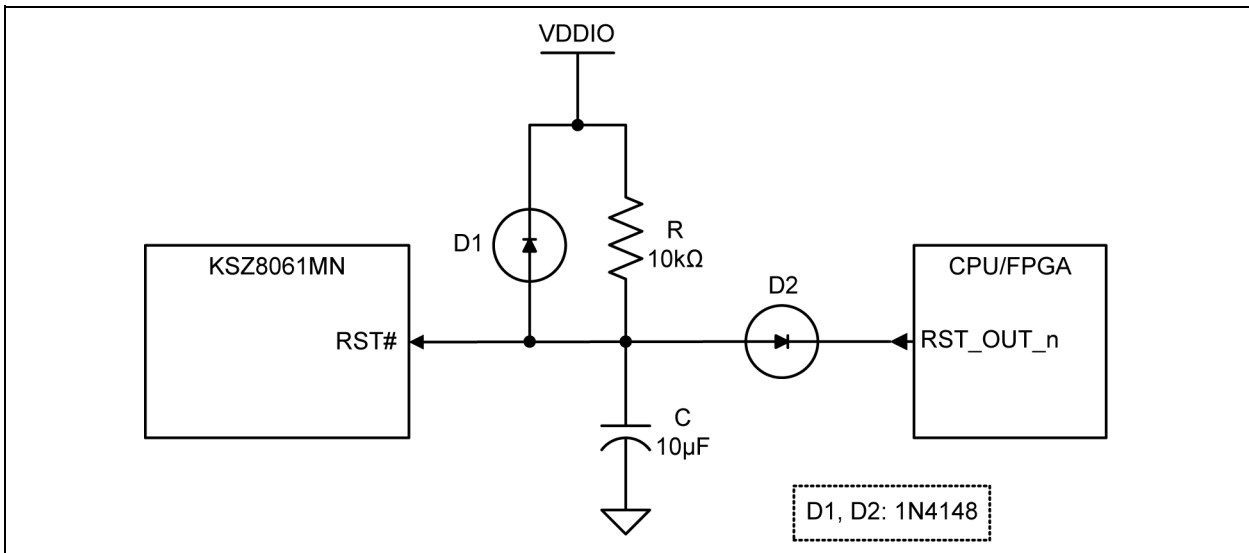 VDDIO
D1
R
10kΩ
KSZ8061MN
RST#
D2
CPU/FPGA
RST_OUT_n
C
10µF
D1, D2: 1N4148